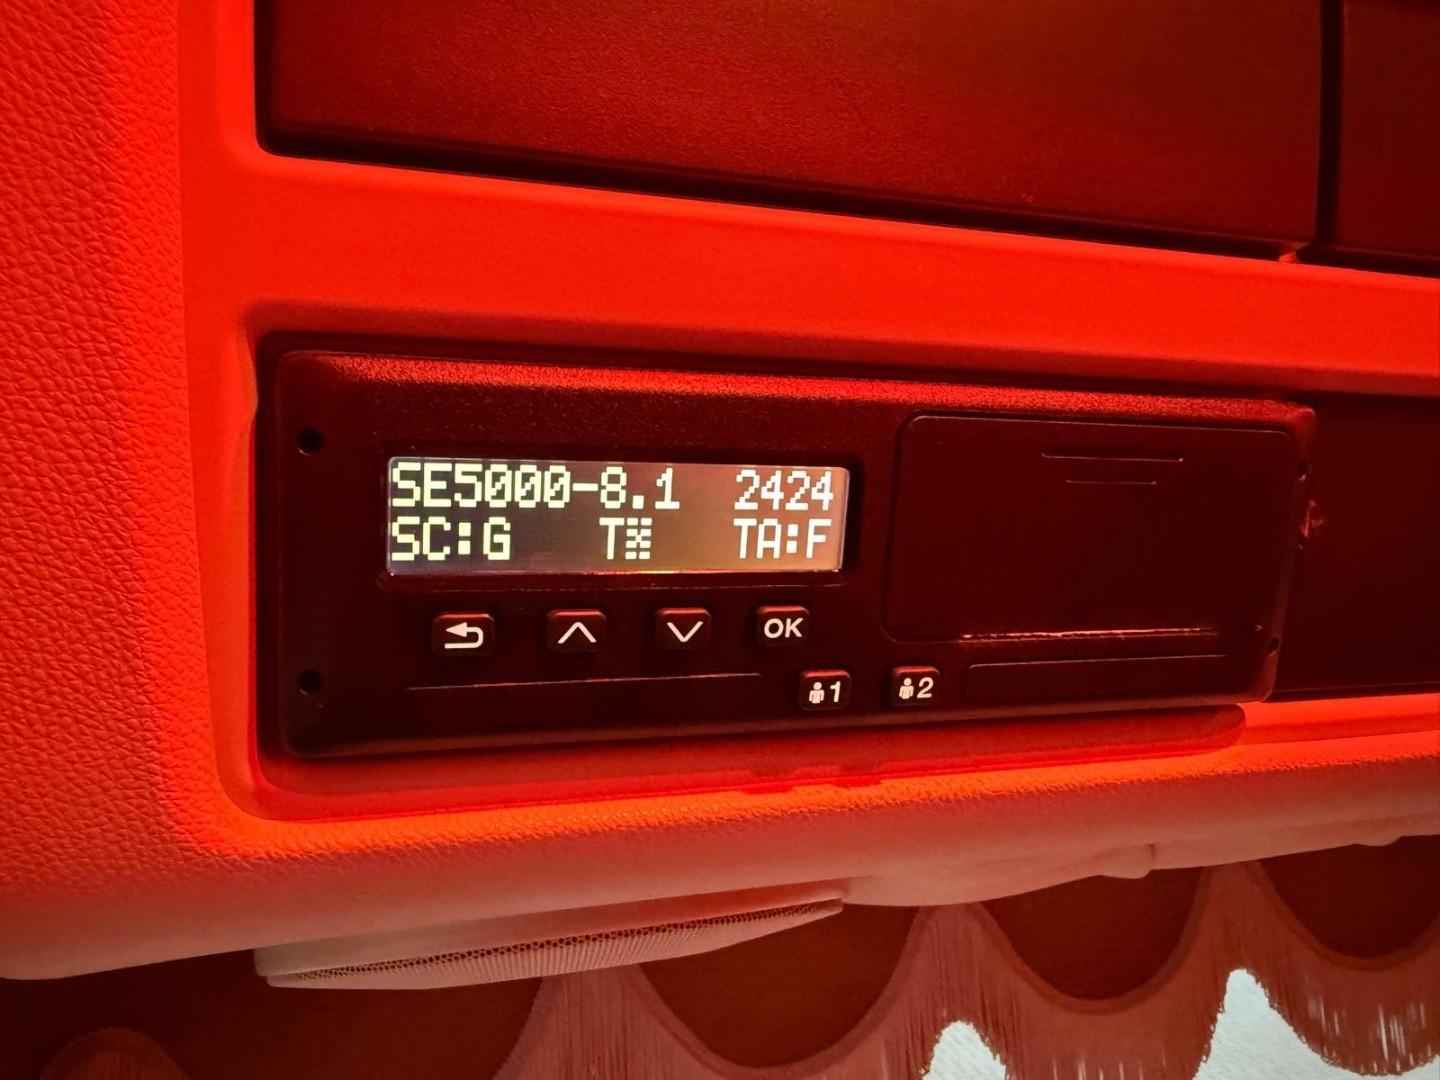 SE5000-8.1 2424
SC:G T TA:F
OK
1 2